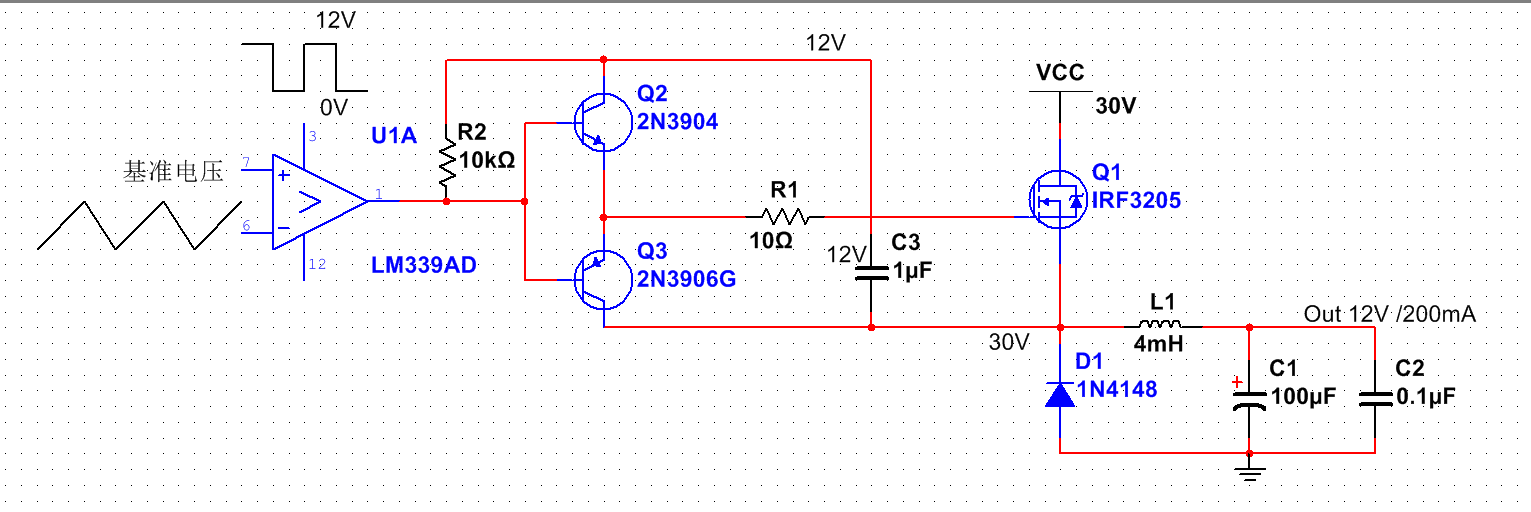 12V
0V
12V
VCC
30V
Q2
2N3904
U1A
R2
10kΩ
3
基准电压
7
+
1
6
−
12
LM339AD
R1
10Ω
Q1
IRF3205
Q3
2N3906G
12V
C3
1µF
30V
L1
4mH
Out 12V /200mA
D1
1N4148
+
C1
100µF
C2
0.1µF